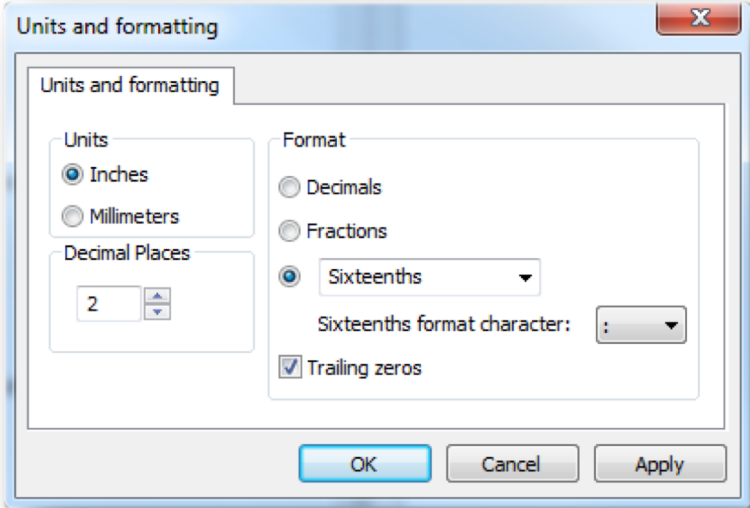 Units and formatting
Units and formatting
Units
Inches
Millimeters
Decimal Places
2
Format
Decimals
Fractions
Sixteenths
Sixteenths format character: :
Trailing zeros
OK Cancel Apply